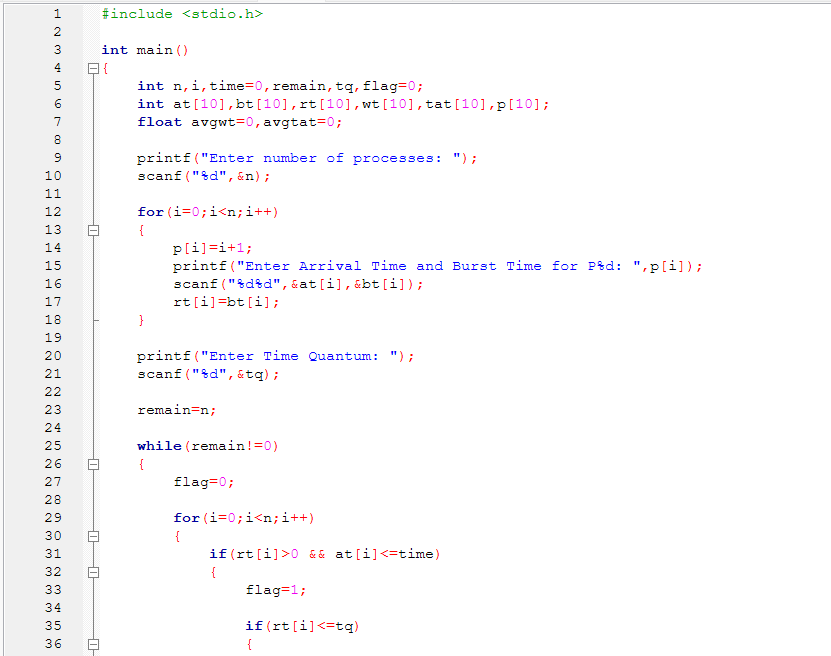 1 #include <stdio.h>
2
3 int main()
4 {
5 int n,i,time=0,remain,tq,flag=0;
6 int at[10],bt[10],rt[10],wt[10],tat[10],p[10];
7 float avgwt=0,avgtat=0;
8
9 printf("Enter number of processes: ");
10 scanf("%d",&n);
11
12 for(i=0;i<n;i++)
13 {
14 p[i]=i+1;
15 printf("Enter Arrival Time and Burst Time for P%d: ",p[i]);
16 scanf("%d%d",&at[i],&bt[i]);
17 rt[i]=bt[i];
18 }
19
20 printf("Enter Time Quantum: ");
21 scanf("%d",&tq);
22
23 remain=n;
24
25 while(remain!=0)
26 {
27 flag=0;
28
29 for(i=0;i<n;i++)
30 {
31 if(rt[i]>0 && at[i]<=time)
32 {
33 flag=1;
34
35 if(rt[i]<=tq)
36 {